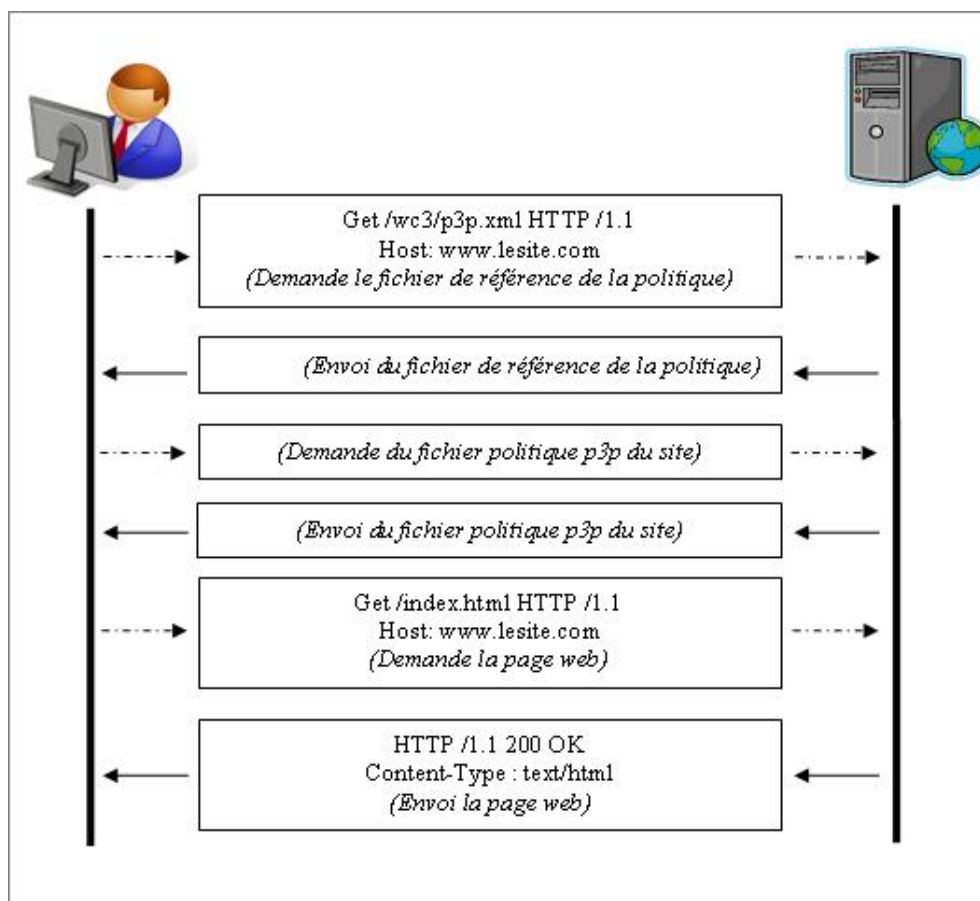 Get /wc3/p3p.xml HTTP /1.1
Host: www.lesite.com
(Demande le fichier de référence de la politique)
(Envoi du fichier de référence de la politique)
(Demande du fichier politique p3p du site)
(Envoi du fichier politique p3p du site)
Get /index.html HTTP /1.1
Host: www.lesite.com
(Demande la page web)
HTTP /1.1 200 OK
Content-Type : text/html
(Envoi la page web)